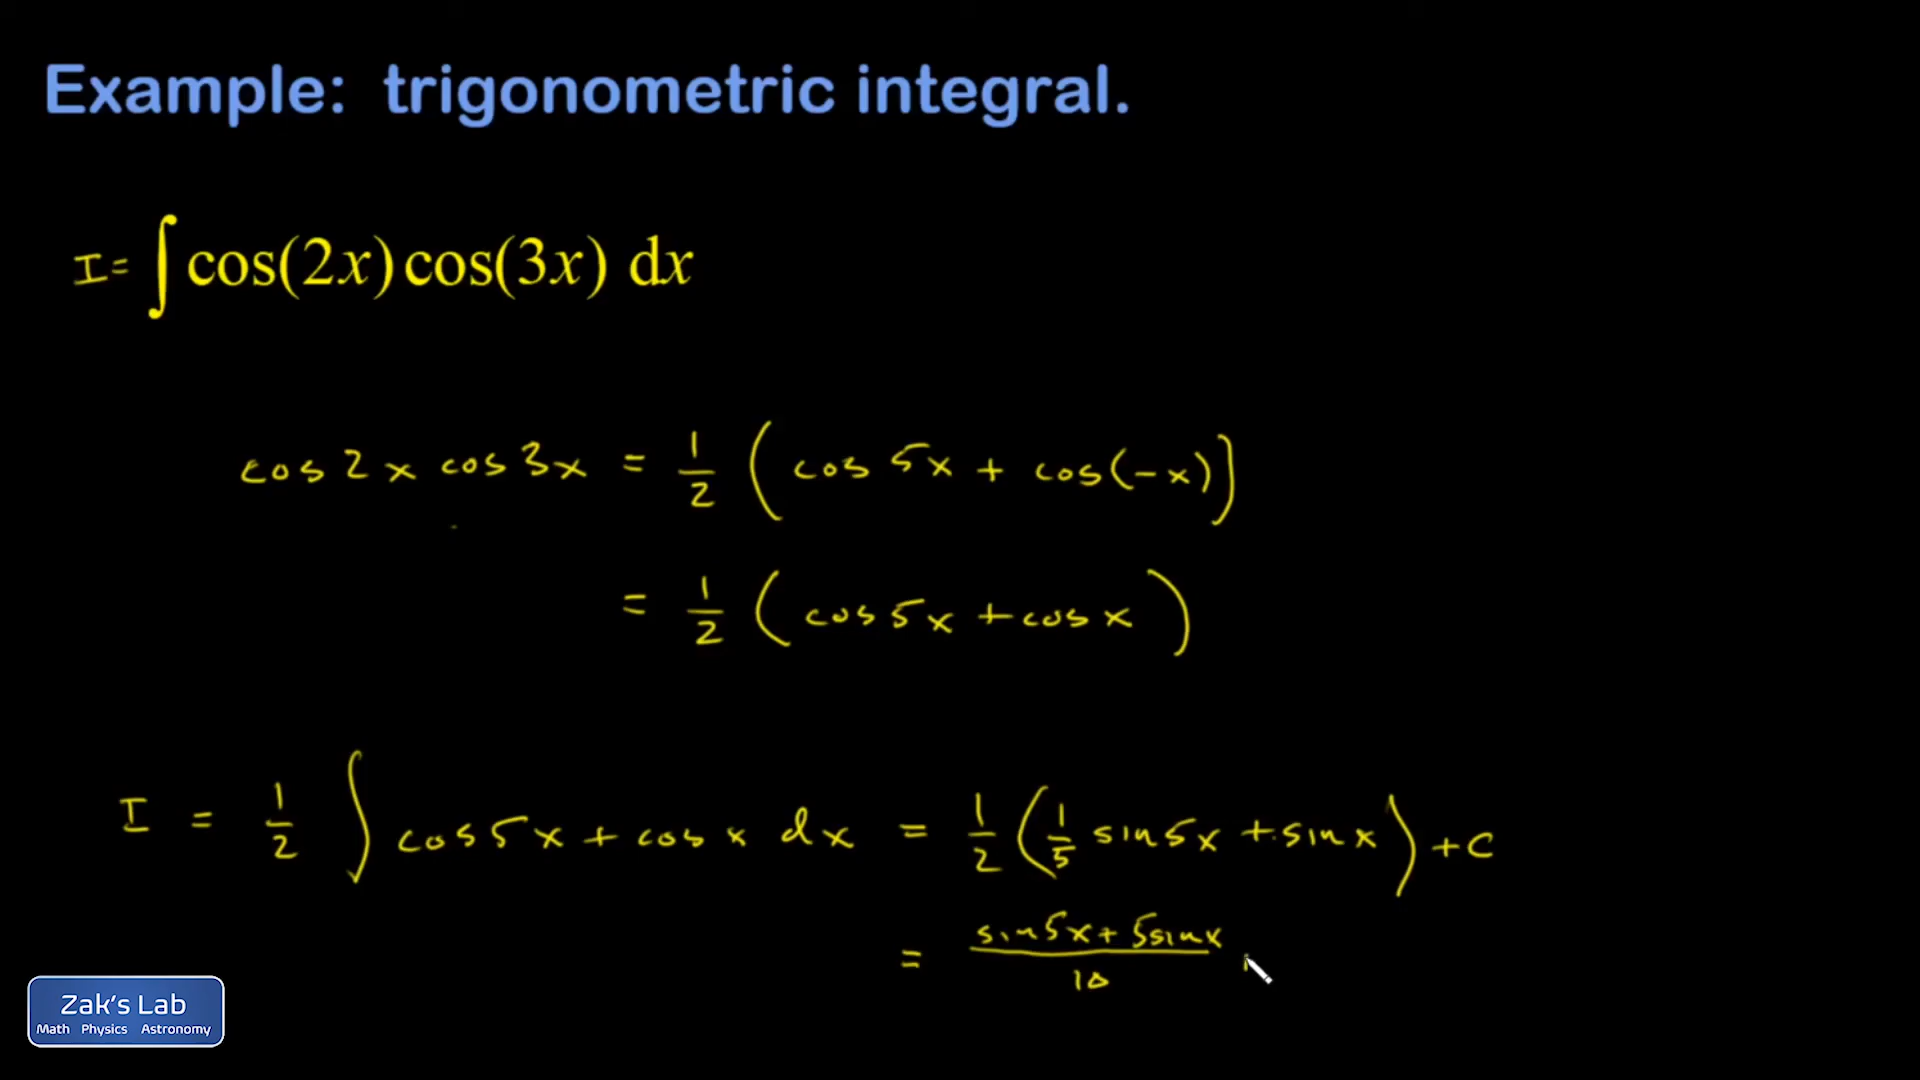 Example: trigonometric integral.
I = ∫ cos(2x) cos(3x) dx
cos 2x cos 3x = 1/2 (cos 5x + cos(-x))
= 1/2 (cos 5x + cos x)
I = 1/2 ∫ cos 5x + cos x dx = 1/2 (1/5 sin 5x + sin x) + C
= (sin 5x + 5 sin x)/10
Zak's Lab
Math Physics Astronomy